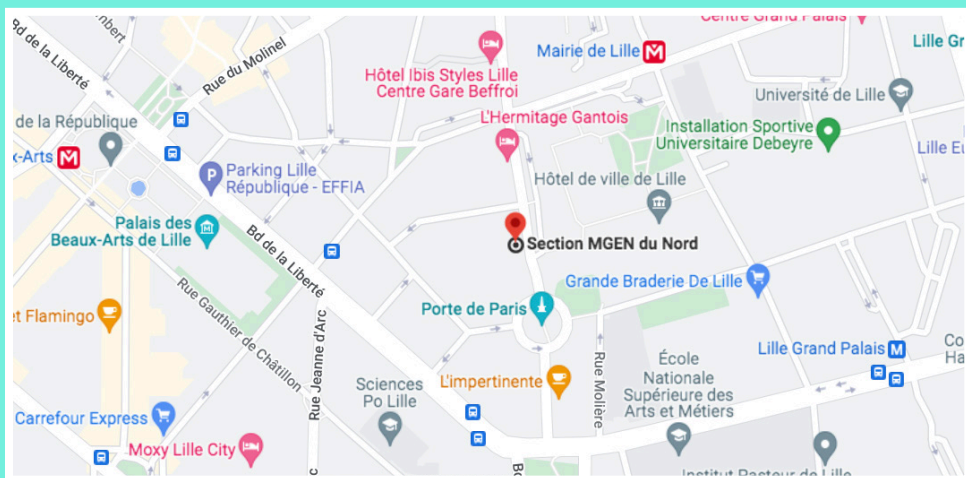 Centre Grand Palais
Bd de la Liberté
Mairie de Lille
Lille Gr
Rue du Molinel
Hôtel Ibis Styles Lille
Centre Gare Beffroi
Université de Lille
de la République
L'Hermitage Gantois
Installation Sportive
Universitaire Debeyre
x-Arts
Lille Eu
P
Parking Lille
République - EFFIA
Hôtel de ville de Lille
Palais des
Beaux-Arts de Lille
Bd de la Liberté
Section MGEN du Nord
Grande Braderie De Lille
Rue Gauthier de Châtillon
Porte de Paris
et Flamingo
Rue Jeanne d'Arc
Rue Molière
Lille Grand Palais
Co
Ha
École
Nationale
Supérieure des
Arts et Métiers
Sciences
Po Lille
L'impertinente
Carrefour Express
Moxy Lille City
Institut Pasteur de Lille